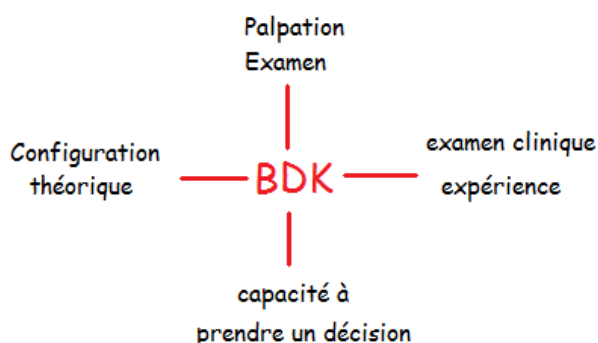 Palpation
Examen
Configuration
théorique
BDK
examen clinique
expérience
capacité à
prendre un décision